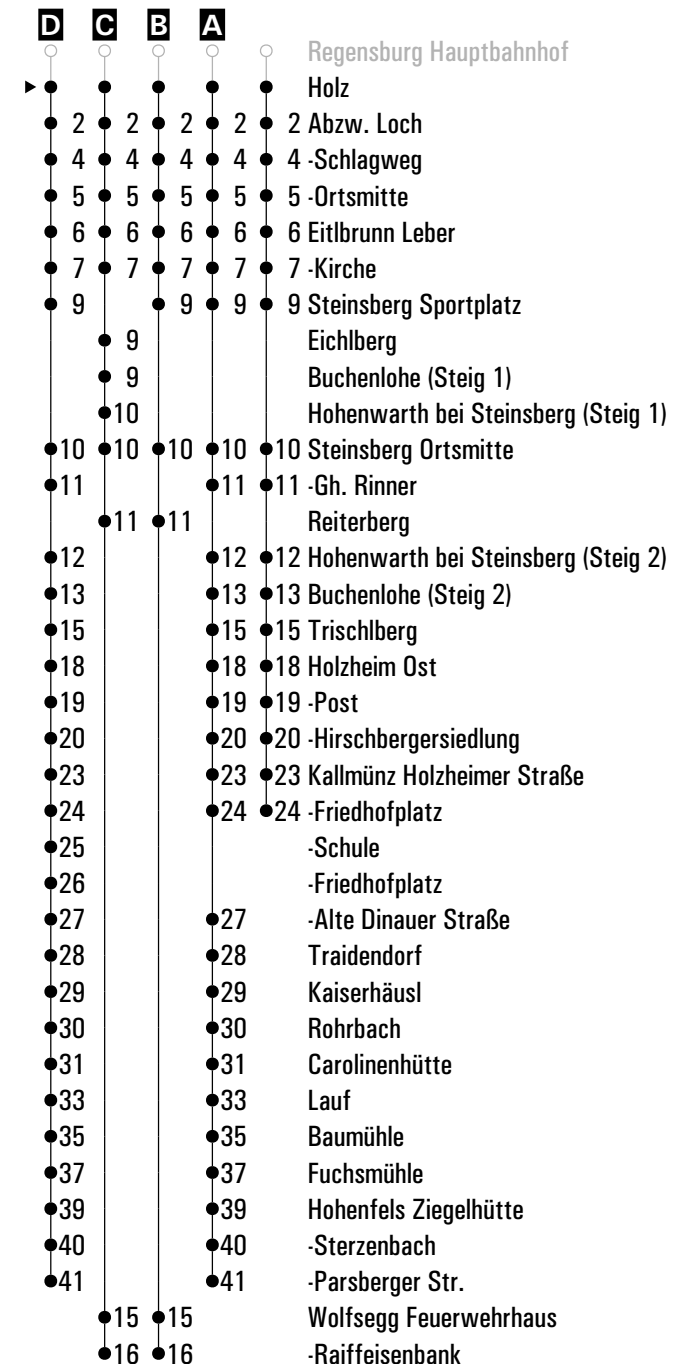 D C B A
Regensburg Hauptbahnhof
Holz
2 2 2 2 2 Abzw. Loch
4 4 4 4 4 -Schlagweg
5 5 5 5 5 -Ortsmitte
6 6 6 6 6 Eitlbrunn Leber
7 7 7 7 7 -Kirche
9 9 9 9 Steinsberg Sportplatz
9 Eichlberg
9 Buchenlohe (Steig 1)
10 Hohenwarth bei Steinsberg (Steig 1)
10 10 10 10 10 Steinsberg Ortsmitte
11 11 11 -Gh. Rinner
11 11 Reiterberg
12 12 12 Hohenwarth bei Steinsberg (Steig 2)
13 13 13 Buchenlohe (Steig 2)
15 15 15 Trischlberg
18 18 18 Holzheim Ost
19 19 19 -Post
20 20 20 -Hirschbergersiedlung
23 23 23 Kallmünz Holzheimer Straße
24 24 24 -Friedhofplatz
25 -Schule
26 -Friedhofplatz
27 27 -Alte Dinauer Straße
28 28 Traidendorf
29 29 Kaiserhäusl
30 30 Rohrbach
31 31 Carolinenhütte
33 33 Lauf
35 35 Baumühle
37 37 Fuchsmühle
39 39 Hohenfels Ziegelhütte
40 40 -Sterzenbach
41 41 -Parsberger Str.
15 15 Wolfsegg Feuerwehrhaus
16 16 -Raiffeisenbank